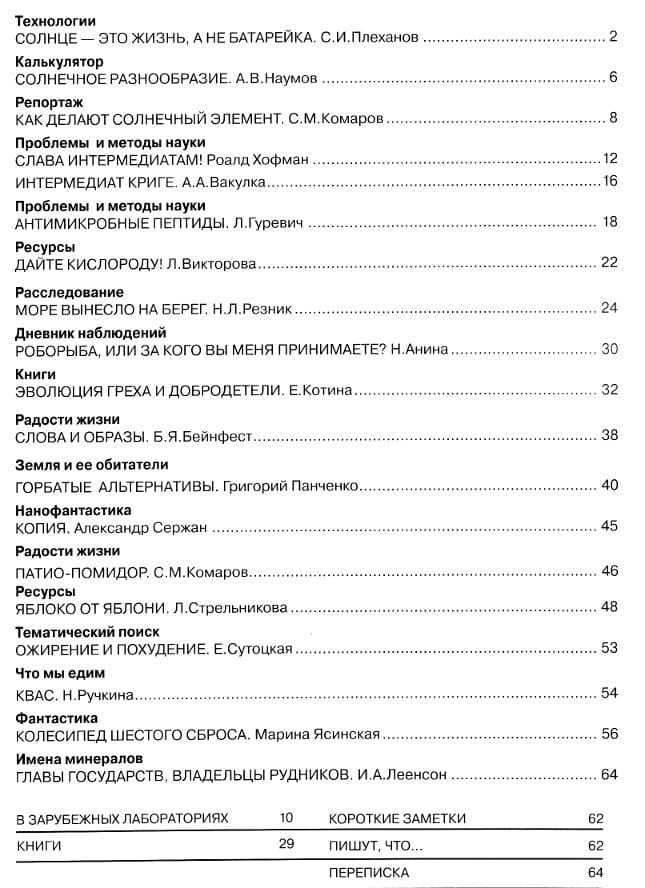 Технологии
СОЛНЦЕ — ЭТО ЖИЗНЬ, А НЕ БАТАРЕЙКА. С.И.Плеханов 2
Калькулятор
СОЛНЕЧНОЕ РАЗНООБРАЗИЕ. А.В.Наумов 6
Репортаж
КАК ДЕЛАЮТ СОЛНЕЧНЫЙ ЭЛЕМЕНТ. С.М.Комаров 8
Проблемы и методы науки
СЛАВА ИНТЕРМЕДИАТАМ! Роалд Хофман 12
ИНТЕРМЕДИАТ КРИГЕ. А.А.Вакулка 16
Проблемы и методы науки
АНТИМИКРОБНЫЕ ПЕПТИДЫ. Л.Гуревич 18
Ресурсы
ДАЙТЕ КИСЛОРОДУ! Л.Викторова 22
Расследование
МОРЕ ВЫНЕСЛО НА БЕРЕГ. Н.Л.Резник 24
Дневник наблюдений
РОБОРЫБА, ИЛИ ЗА КОГО ВЫ МЕНЯ ПРИНИМАЕТЕ? Н.Анина 30
Книги
ЭВОЛЮЦИЯ ГРЕХА И ДОБРОДЕТЕЛИ. Е.Котина 32
Радости жизни
СЛОВА И ОБРАЗЫ. Б.Я.Бейнфест 38
Земля и ее обитатели
ГОРБАТЫЕ АЛЬТЕРНАТИВЫ. Григорий Панченко 40
Нанофантастика
КОПИЯ. Александр Сержан 45
Радости жизни
ПАТИО-ПОМИДОР. С.М.Комаров 46
Ресурсы
ЯБЛОКО ОТ ЯБЛОНИ. Л.Стрельникова 48
Тематический поиск
ОЖИРЕНИЕ И ПОХУДЕНИЕ. Е.Сутоцкая 53
Что мы едим
КВАС. Н.Ручкина 54
Фантастика
КОЛЕСИПЕД ШЕСТОГО СБРОСА. Марина Ясинская 56
Имена минералов
ГЛАВЫ ГОСУДАРСТВ, ВЛАДЕЛЬЦЫ РУДНИКОВ. И.А.Леенсон 64
В ЗАРУБЕЖНЫХ ЛАБОРАТОРИЯХ 10
КНИГИ 29
КОРОТКИЕ ЗАМЕТКИ 62
ПИШУТ, ЧТО... 62
ПЕРЕПИСКА 64